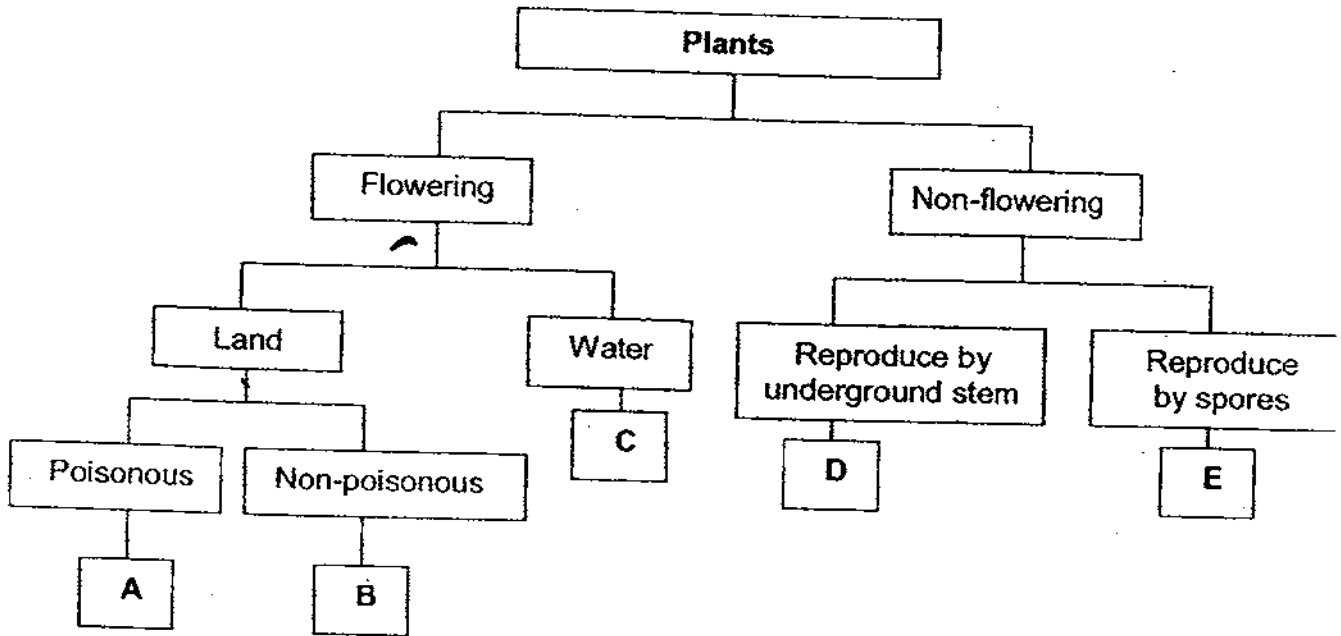 Plants
Flowering
Non-flowering
Land
Water
Reproduce by
underground stem
Reproduce
by spores
Poisonous
Non-poisonous
C
D
E
A
B